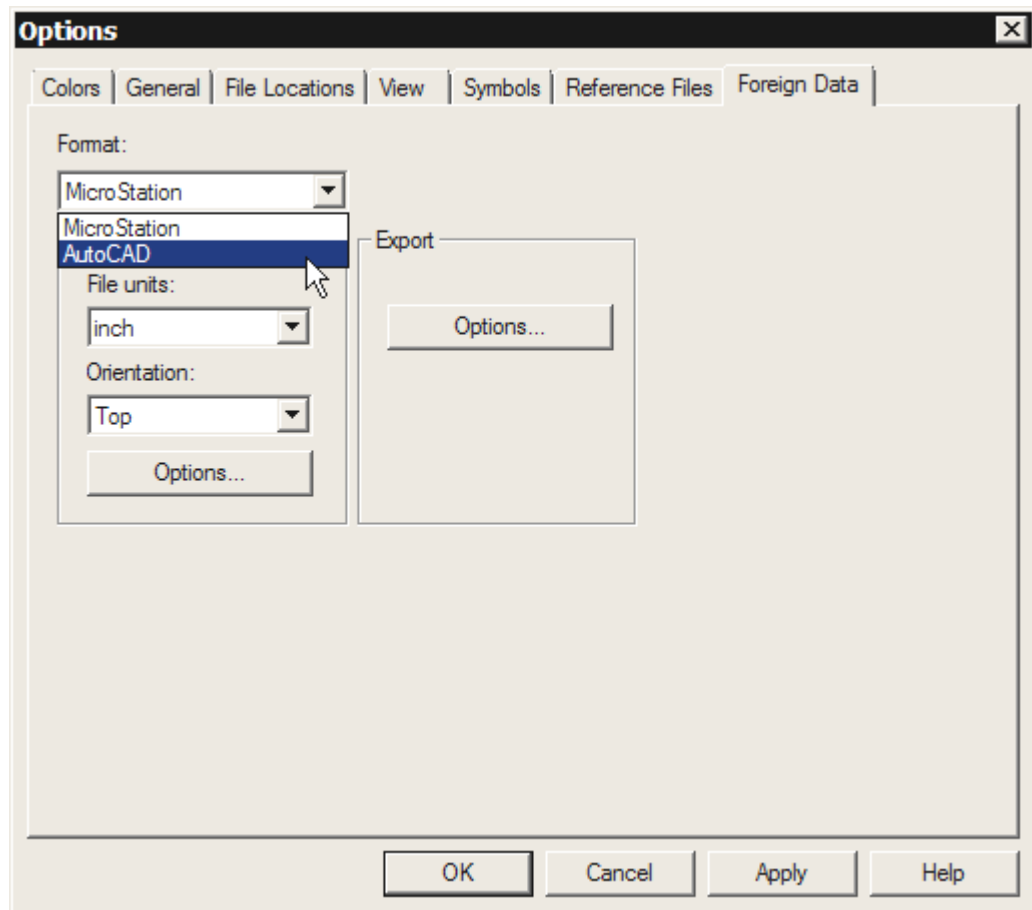 Options
Colors General File Locations View Symbols Reference Files Foreign Data
Format:
MicroStation
MicroStation
AutoCAD
Export
File units:
inch
Options...
Orientation:
Top
Options...
OK Cancel Apply Help